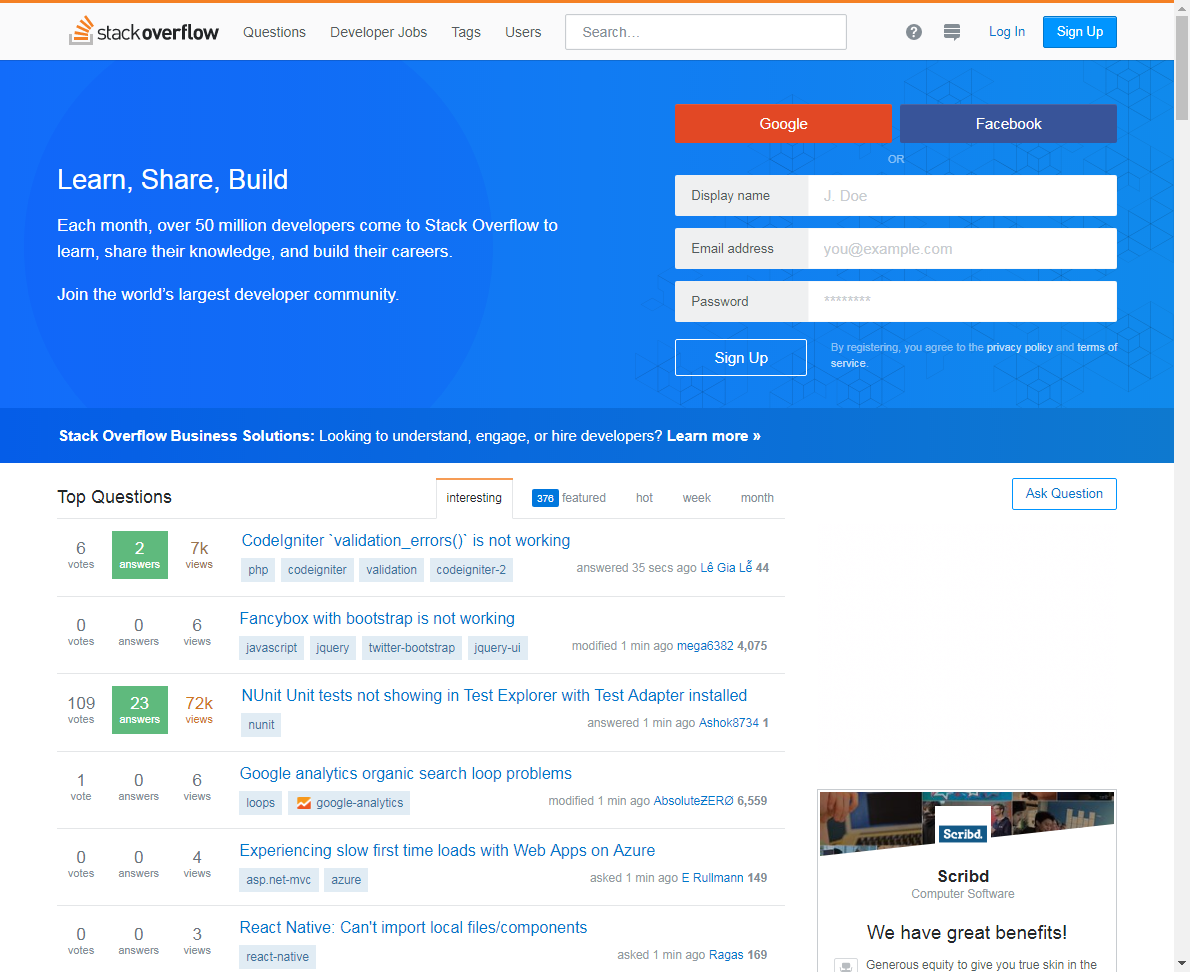 stackoverflow Questions Developer Jobs Tags Users Search... ? Log In Sign Up
Google Facebook
OR
Learn, Share, Build
Each month, over 50 million developers come to Stack Overflow to
learn, share their knowledge, and build their careers.
Join the world's largest developer community.
Display name J. Doe
Email address you@example.com
Password ********
Sign Up
By registering, you agree to the privacy policy and terms of
service.
Stack Overflow Business Solutions: Looking to understand, engage, or hire developers? Learn more »
Top Questions interesting 376 featured hot week month
Ask Question
6 votes 2 answers 7k views
CodeIgniter `validation_errors()` is not working
php codeigniter validation codeigniter-2
answered 35 secs ago Lê Gia Lễ 44
0 votes 0 answers 6 views
Fancybox with bootstrap is not working
javascript jquery twitter-bootstrap jquery-ui
modified 1 min ago mega6382 4,075
109 votes 23 answers 72k views
NUnit Unit tests not showing in Test Explorer with Test Adapter installed
nunit
answered 1 min ago Ashok8734 1
1 vote 0 answers 6 views
Google analytics organic search loop problems
loops google-analytics
modified 1 min ago AbsoluteƵERØ 6,559
0 votes 0 answers 4 views
Experiencing slow first time loads with Web Apps on Azure
asp.net-mvc azure
asked 1 min ago E Rullmann 149
0 votes 0 answers 3 views
React Native: Can't import local files/components
react-native
asked 1 min ago Ragas 169
Scribd.
Scribd
Computer Software
We have great benefits!
Generous equity to give you true skin in the